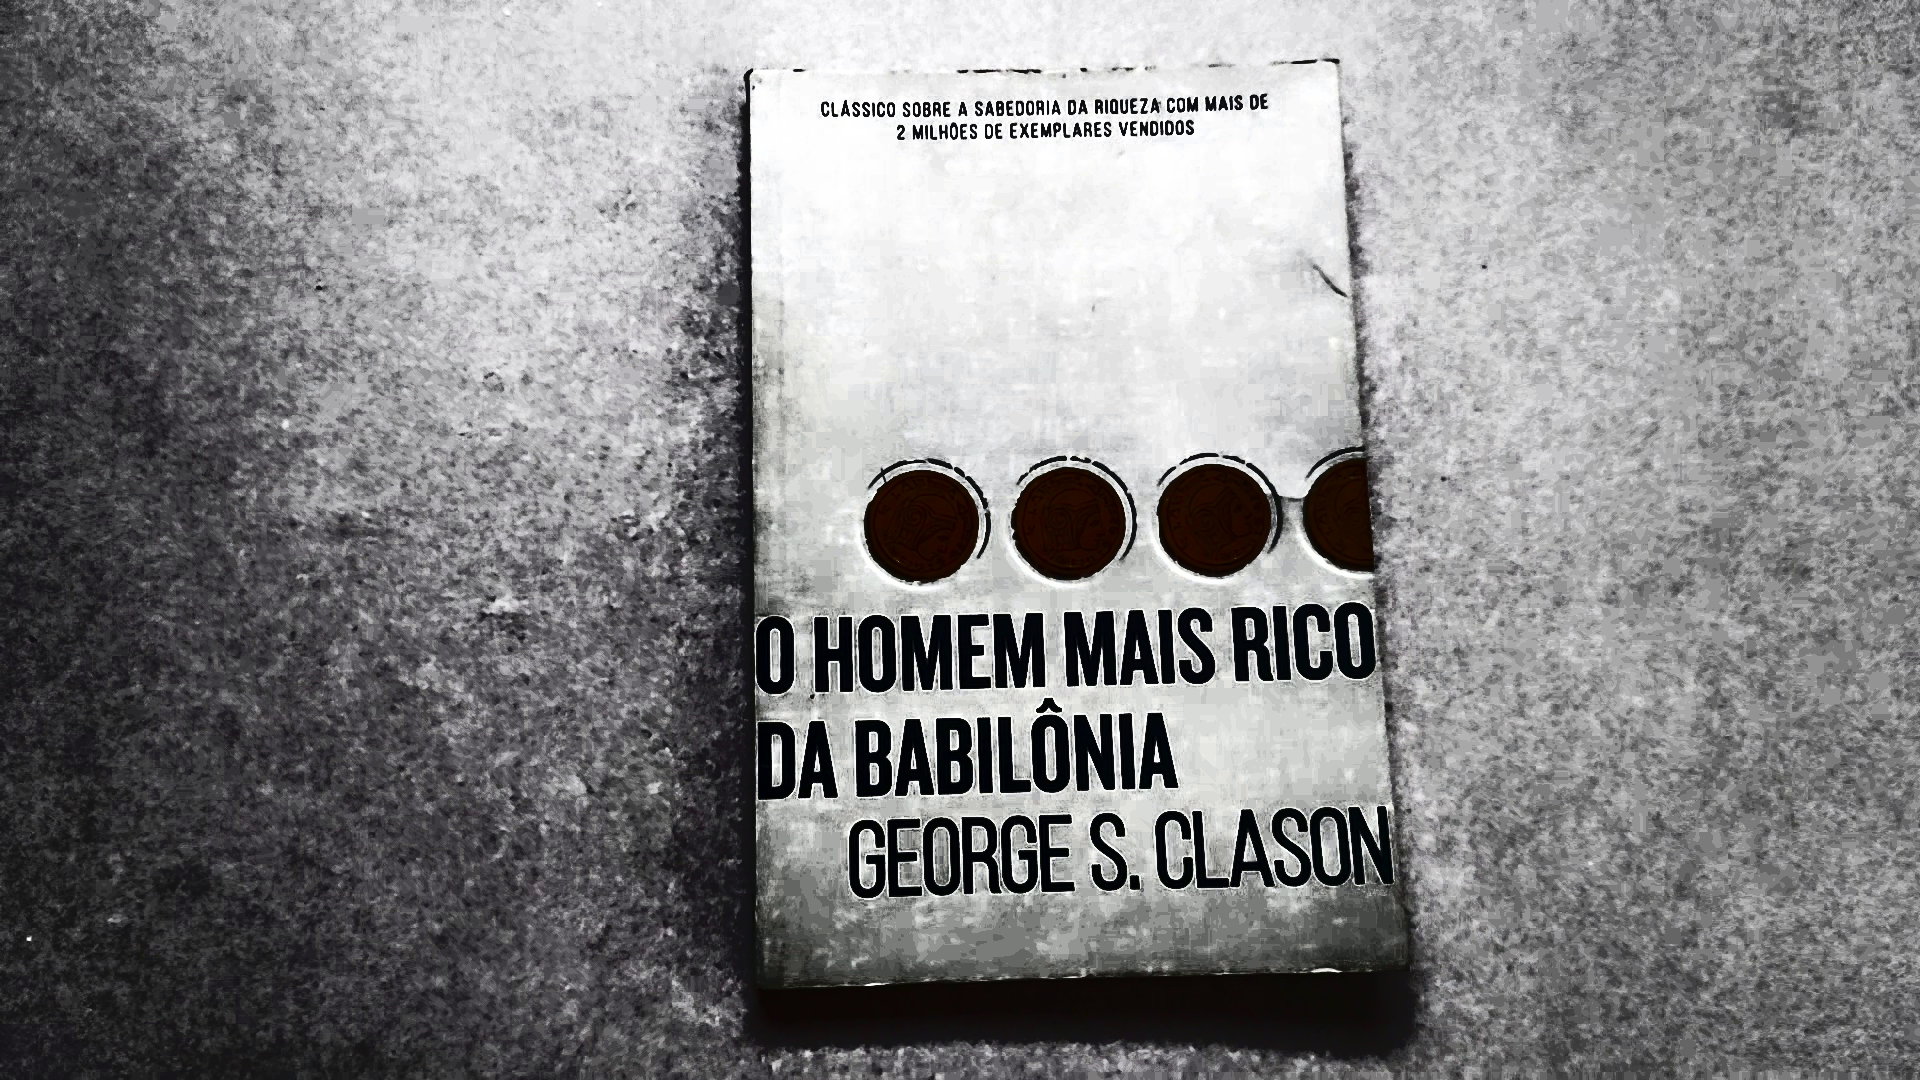 CLÁSSICO SOBRE A SABEDORIA DA RIQUEZA COM MAIS DE
2 MILHÕES DE EXEMPLARES VENDIDOS
O HOMEM MAIS RICO
DA BABILÔNIA
GEORGE S. CLASON